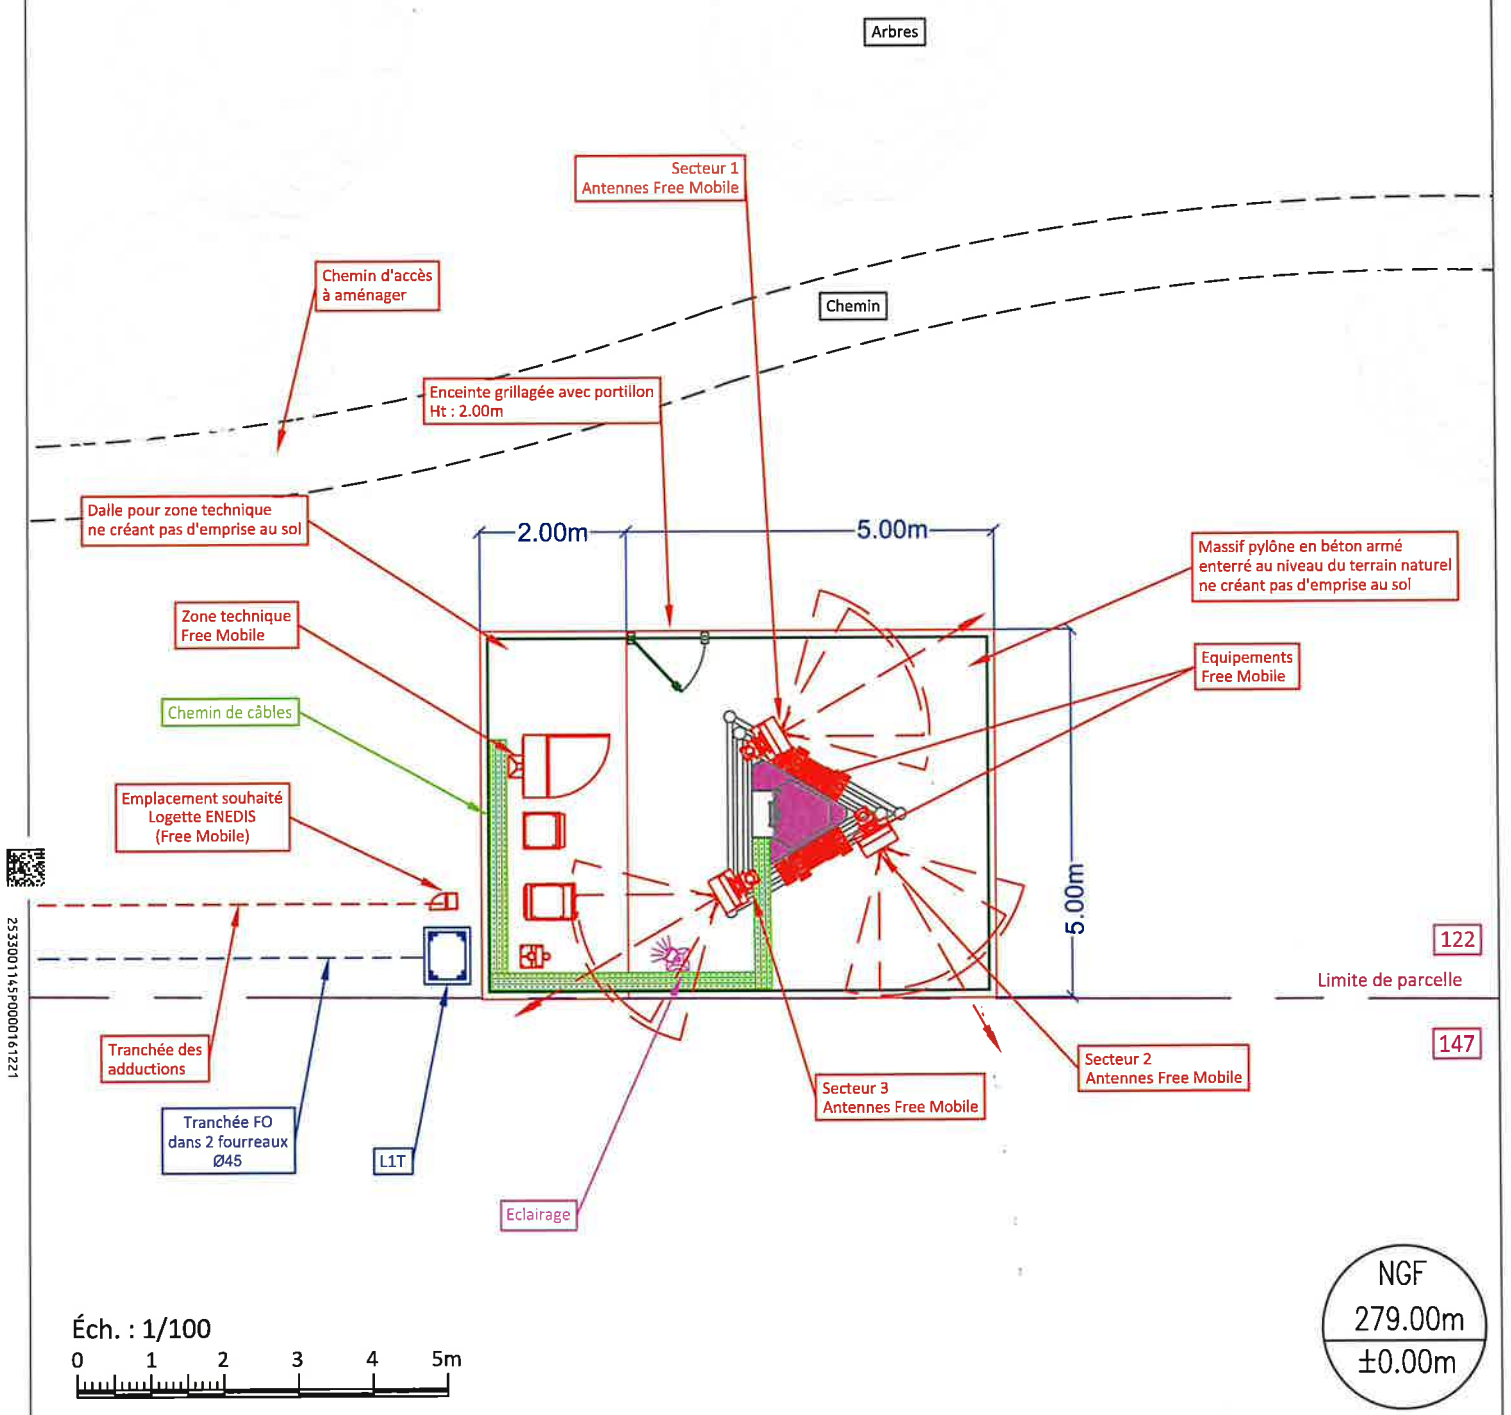 Arbres
Secteur 1
Antennes Free Mobile
Chemin d'accès
à aménager
Chemin
Enceinte grillagée avec portillon
Ht : 2.00m
Dalle pour zone technique
ne créant pas d'emprise au sol
2.00m
5.00m
Massif pylône en béton armé
enterré au niveau du terrain naturel
ne créant pas d'emprise au sol
Zone technique
Free Mobile
Equipements
Free Mobile
Chemin de câbles
Emplacement souhaité
Logette ENEDIS
(Free Mobile)
5.00m
2533001145P0000161221
122
Limite de parcelle
147
Tranchée des
adductions
Secteur 2
Antennes Free Mobile
Secteur 3
Antennes Free Mobile
Tranchée FO
dans 2 fourreaux
Ø45
L1T
Eclairage
NGF
279.00m
±0.00m
Éch. : 1/100
0 1 2 3 4 5m